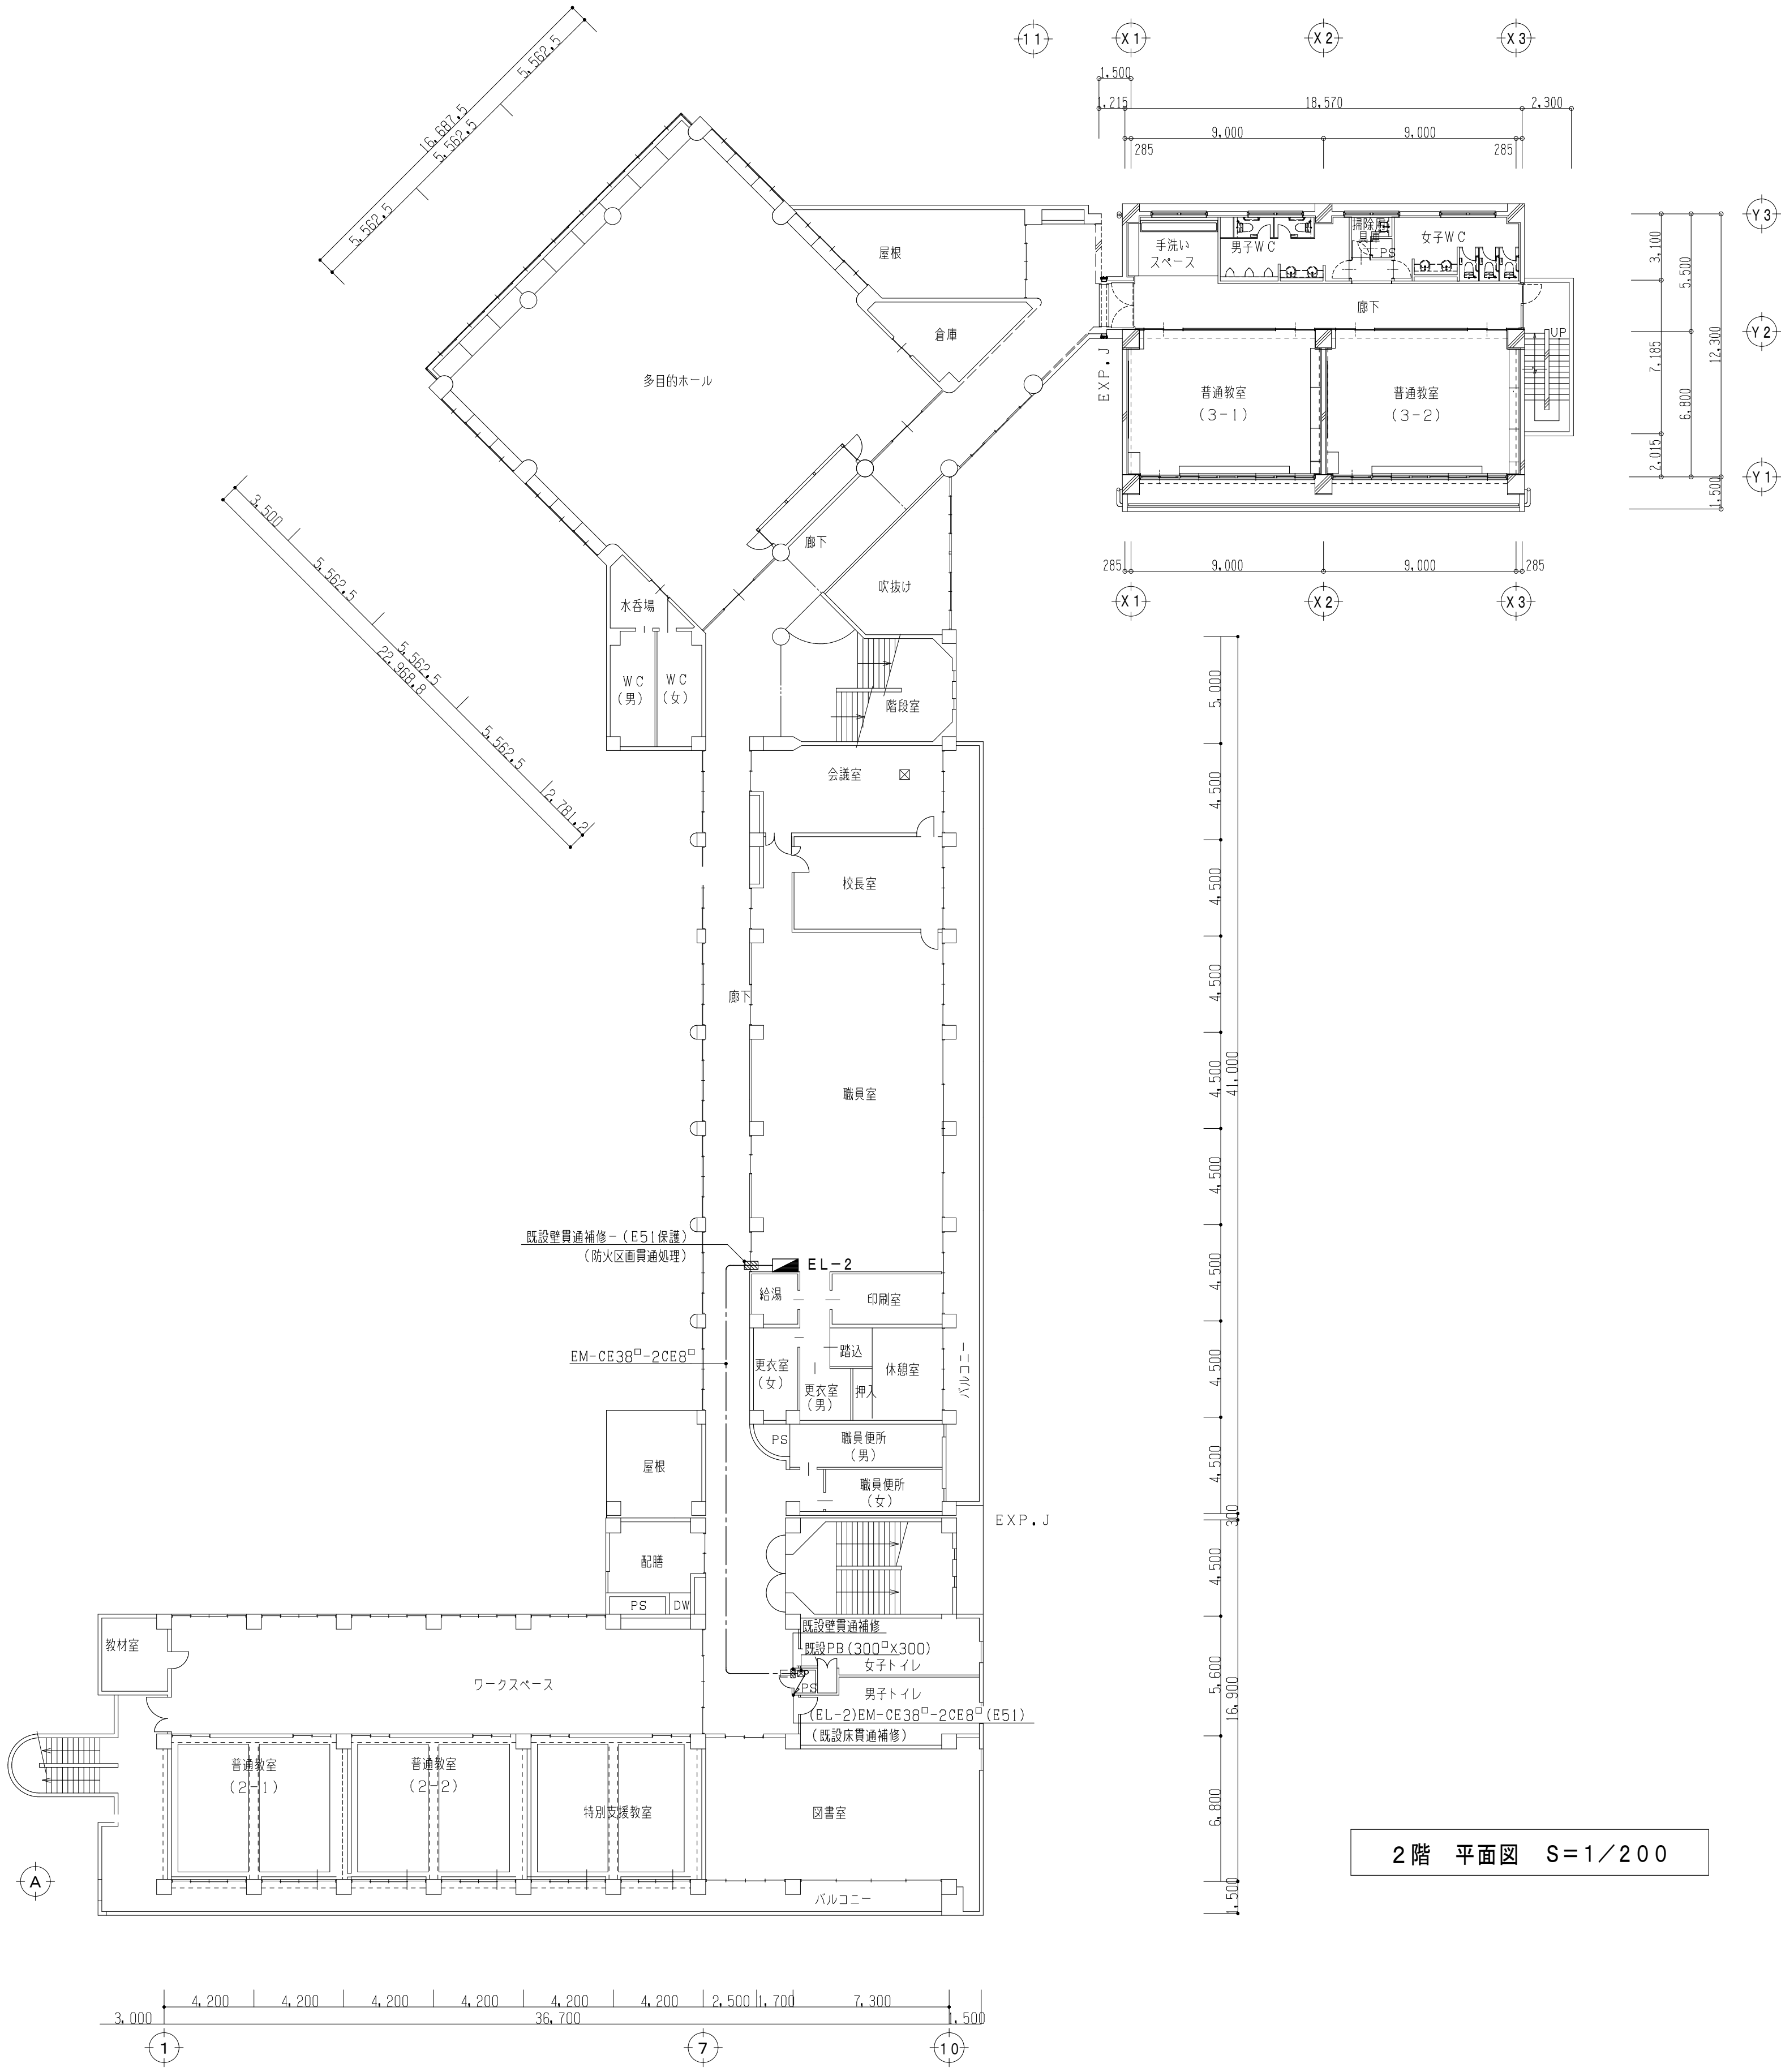 11
X1
X2
X3
1,500
1,215
18,570
2,300
9,000
9,000
285
285
5,562.5
16,687.5
5,562.5
5,562.5
屋根
倉庫
多目的ホール
手洗い
スペース
男子WC
掃除用
具庫
PS
女子WC
廊下
UP
EXP.J
普通教室
(3-1)
普通教室
(3-2)
Y3
Y2
Y1
3,100
5,500
7,185
12,300
6,800
2,015
1,500
285
9,000
9,000
285
X1
X2
X3
3,500
5,562.5
5,562.5
22,968.8
5,562.5
2,781.2
廊下
吹抜け
水呑場
WC
(男)
WC
(女)
階段室
会議室
校長室
廊下
職員室
既設壁貫通補修-(E51保護)
(防火区画貫通処理)
EL-2
給湯
印刷室
EM-CE38□-2CE8□
踏込
更衣室
(女)
更衣室
(男)
押入
休憩室
バルコニー
PS
職員便所
(男)
職員便所
(女)
屋根
EXP.J
配膳
PS
DW
5,000
4,500
4,500
4,500
4,500
41,000
4,500
4,500
4,500
4,500
300
4,500
5,600
16,900
6,800
1,500
教材室
ワークスペース
既設壁貫通補修
既設PB(300□X300)
女子トイレ
PS
男子トイレ
(EL-2)EM-CE38□-2CE8□(E51)
(既設床貫通補修)
普通教室
(2-1)
普通教室
(2-2)
特別支援教室
図書室
バルコニー
A
2階 平面図 S=1/200
3,000
4,200
4,200
4,200
4,200
4,200
4,200
2,500
1,700
7,300
36,700
1,500
1
7
10